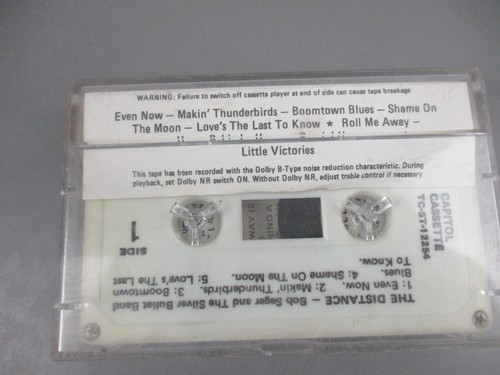 WARNING: Failure to switch off cassette player at end of side can cause tape breakage
Even Now — Makin' Thunderbirds — Boomtown Blues — Shame On
The Moon — Love's The Last To Know ★ Roll Me Away —
Little Victories
This tape has been recorded with the Dolby B-Type noise reduction characteristic. During
playback, set Dolby NR switch ON. Without Dolby NR, adjust treble control if necessary
THE DISTANCE — Bob Seger and The Silver Bullet Band
1: Even Now. 2: Makin' Thunderbirds. 3: Boomtown
Blues. 4: Shame On The Moon. 5: Love's The Last
To Know.
SIDE
1
CAPITOL
CASSETTE
TC-ST-12254